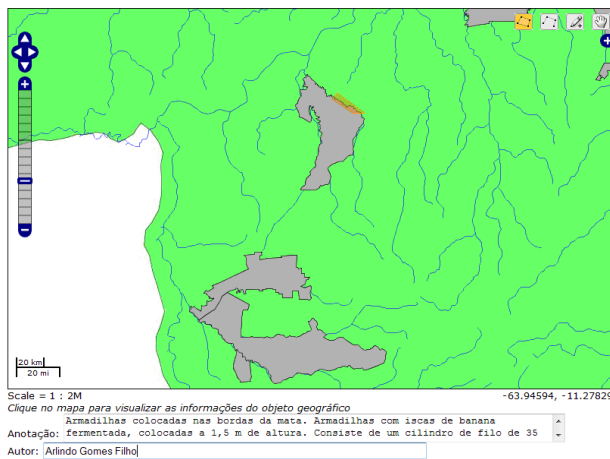 20 km
20 mi
Scale = 1 : 2M
-63.94594, -11.27829
Clique no mapa para visualizar as informações do objeto geográfico
Armadilhas colocadas nas bordas da mata. Armadilhas com iscas de banana
Anotação: fermentada, colocadas a 1,5 m de altura. Consiste de um cilindro de filo de 35
Autor: Arlindo Gomes Filho